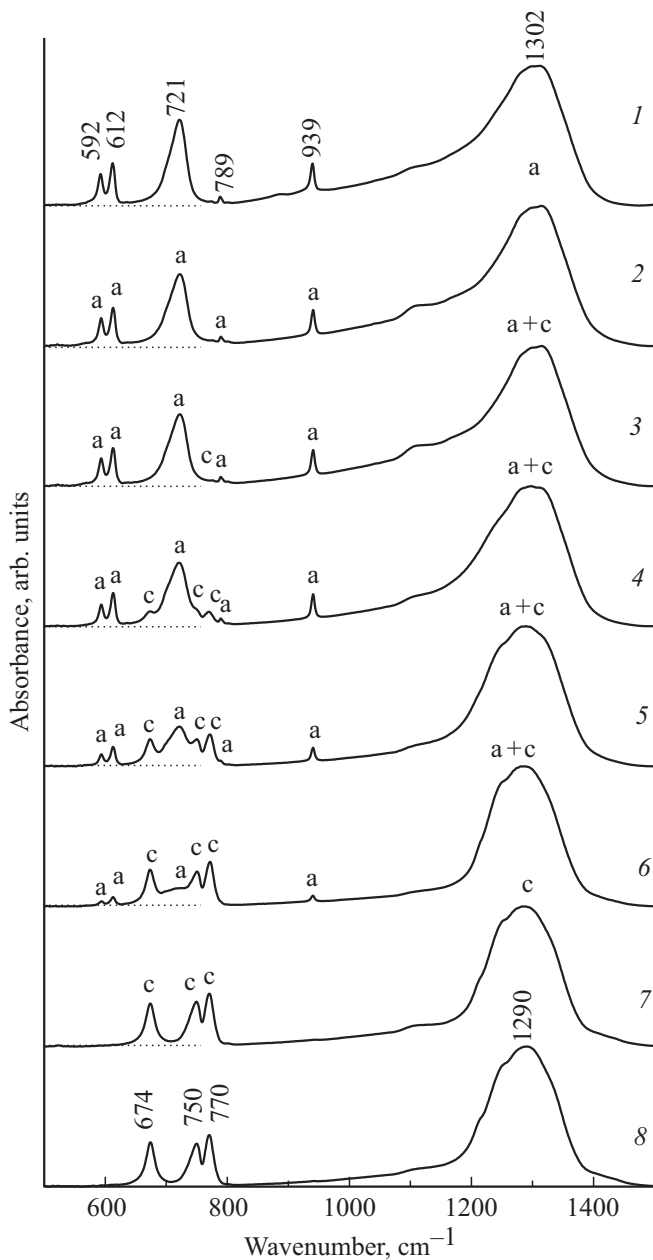 1302
592
612
721
789
939
1
a
a
a
a
a
a
2
a + c
a
a
a
c
a
a
3
a + c
a
a
c
a
c
c
a
a
4
a + c
a
a
c
a
c
c
a
a
5
a + c
a
a
c
a
c
c
a
6
c
c
c
c
7
1290
674
750
770
8
600
800
1000
1200
1400
Wavenumber, cm–1
Absorbance, arb. units